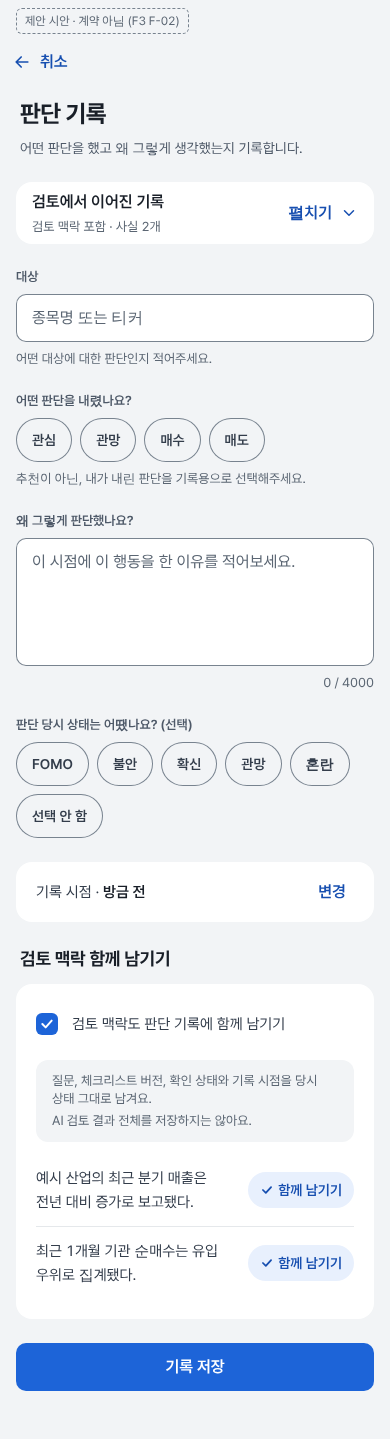 제안 시안 · 계약 아님 (F3 F-02)
취소
판단 기록
어떤 판단을 했고 왜 그렇게 생각했는지 기록합니다.
검토에서 이어진 기록
검토 맥락 포함 · 사실 2개
펼치기
대상
종목명 또는 티커
어떤 대상에 대한 판단인지 적어주세요.
어떤 판단을 내렸나요?
관심 관망 매수 매도
추천이 아닌, 내가 내린 판단을 기록용으로 선택해주세요.
왜 그렇게 판단했나요?
이 시점에 이 행동을 한 이유를 적어보세요.
0 / 4000
판단 당시 상태는 어땠나요? (선택)
FOMO 불안 확신 관망 혼란
선택 안 함
기록 시점 · 방금 전 변경
검토 맥락 함께 남기기
검토 맥락도 판단 기록에 함께 남기기
질문, 체크리스트 버전, 확인 상태와 기록 시점을 당시
상태 그대로 남겨요.
AI 검토 결과 전체를 저장하지는 않아요.
예시 산업의 최근 분기 매출은
전년 대비 증가로 보고됐다.
함께 남기기
최근 1개월 기관 순매수는 유입
우위로 집계됐다.
함께 남기기
기록 저장